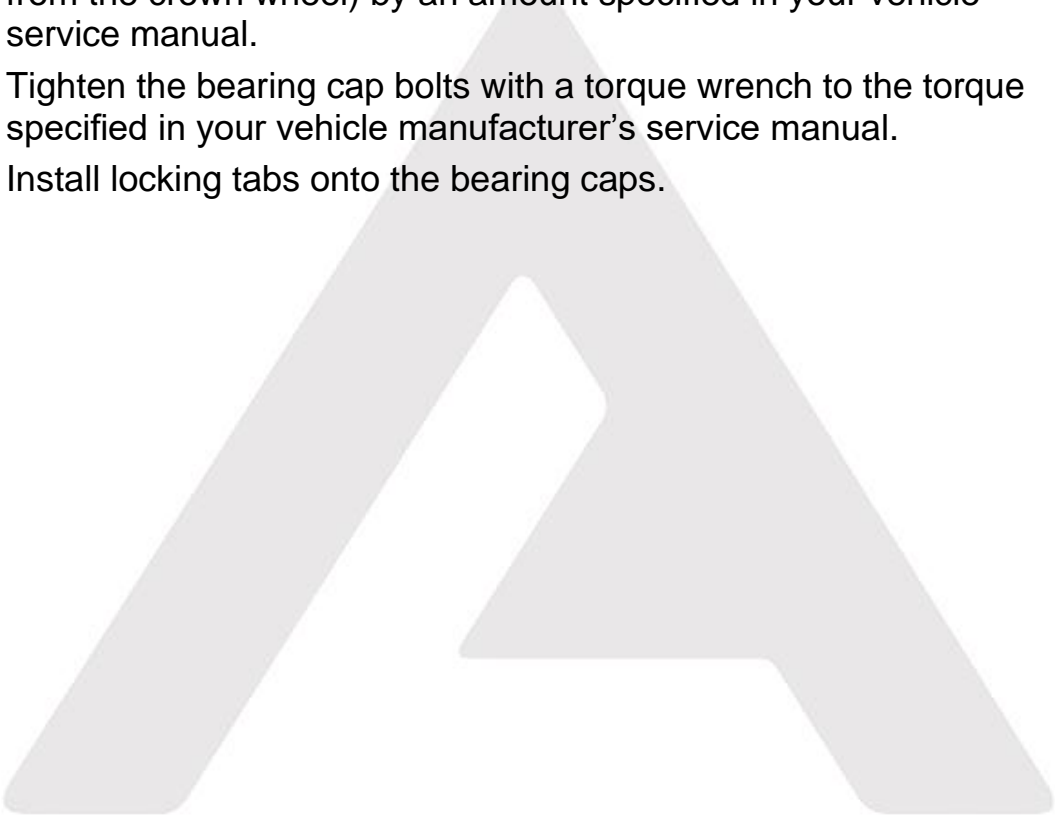 from the crown wheel) by an amount specified in your vehicle
service manual.
Tighten the bearing cap bolts with a torque wrench to the torque
specified in your vehicle manufacturer’s service manual.
Install locking tabs onto the bearing caps.